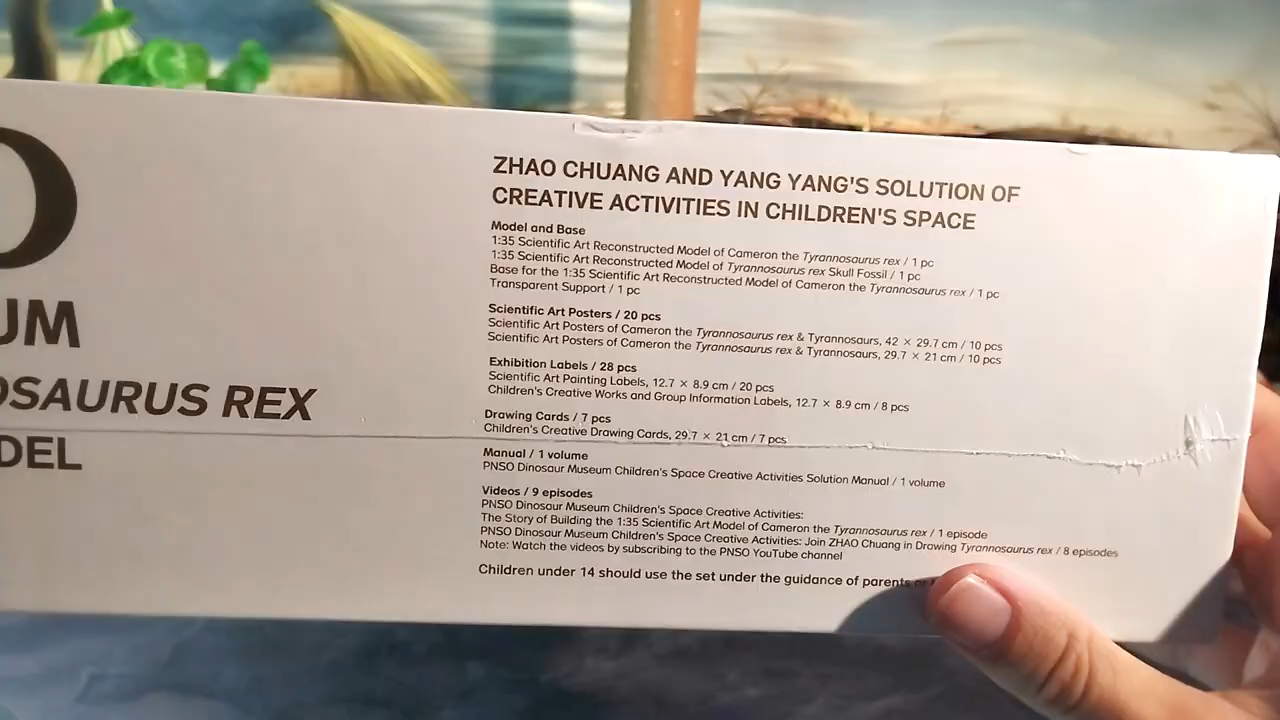 O
UM
OSAURUS REX
DEL
ZHAO CHUANG AND YANG YANG'S SOLUTION OF
CREATIVE ACTIVITIES IN CHILDREN'S SPACE
Model and Base
1:35 Scientific Art Reconstructed Model of Cameron the Tyrannosaurus rex / 1 pc
1:35 Scientific Art Reconstructed Model of Tyrannosaurus rex Skull Fossil / 1 pc
Base for the 1:35 Scientific Art Reconstructed Model of Cameron the Tyrannosaurus rex / 1 pc
Transparent Support / 1 pc
Scientific Art Posters / 20 pcs
Scientific Art Posters of Cameron the Tyrannosaurus rex & Tyrannosaurs, 42 × 29.7 cm / 10 pcs
Scientific Art Posters of Cameron the Tyrannosaurus rex & Tyrannosaurs, 29.7 × 21 cm / 10 pcs
Exhibition Labels / 28 pcs
Scientific Art Painting Labels, 12.7 × 8.9 cm / 20 pcs
Children's Creative Works and Group Information Labels, 12.7 × 8.9 cm / 8 pcs
Drawing Cards / 7 pcs
Children's Creative Drawing Cards, 29.7 × 21 cm / 7 pcs
Manual / 1 volume
PNSO Dinosaur Museum Children's Space Creative Activities Solution Manual / 1 volume
Videos / 9 episodes
PNSO Dinosaur Museum Children's Space Creative Activities:
The Story of Building the 1:35 Scientific Art Model of Cameron the Tyrannosaurus rex / 1 episode
PNSO Dinosaur Museum Children's Space Creative Activities: Join ZHAO Chuang in Drawing Tyrannosaurus rex / 8 episodes
Note: Watch the videos by subscribing to the PNSO YouTube channel
Children under 14 should use the set under the guidance of parents or